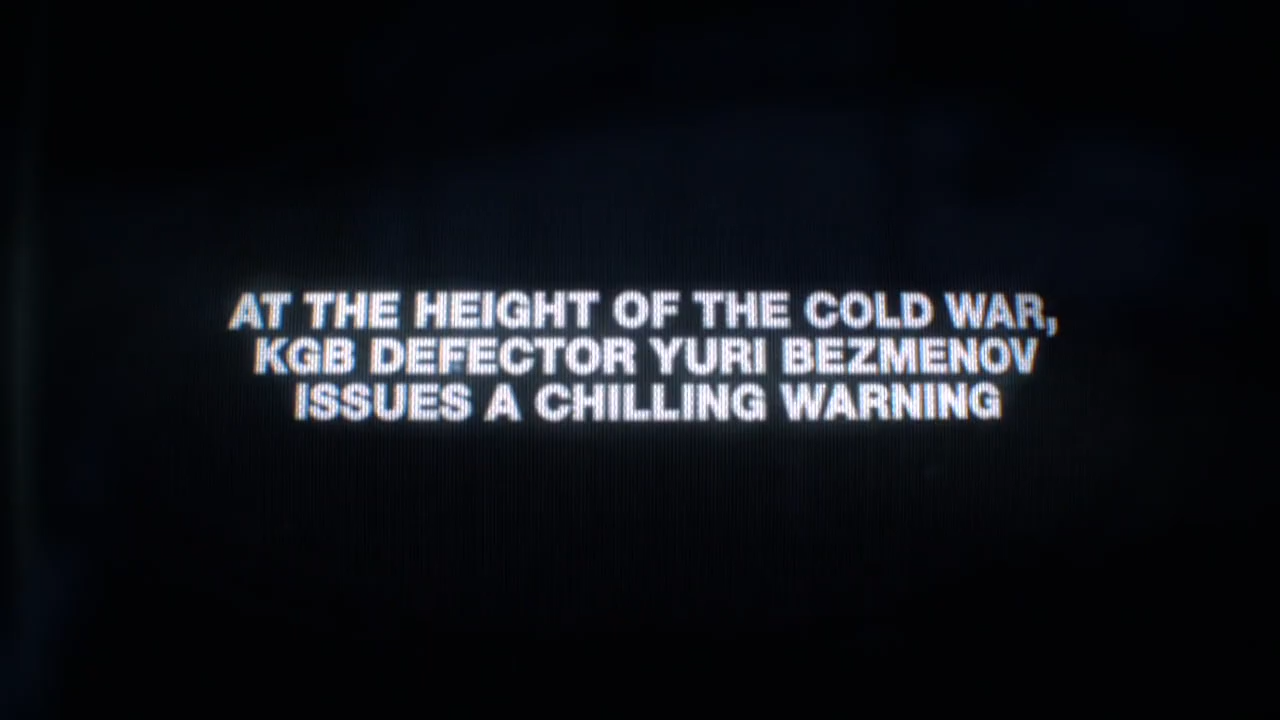 AT THE HEIGHT OF THE COLD WAR,
KGB DEFECTOR YURI BEZMENOV
ISSUES A CHILLING WARNING